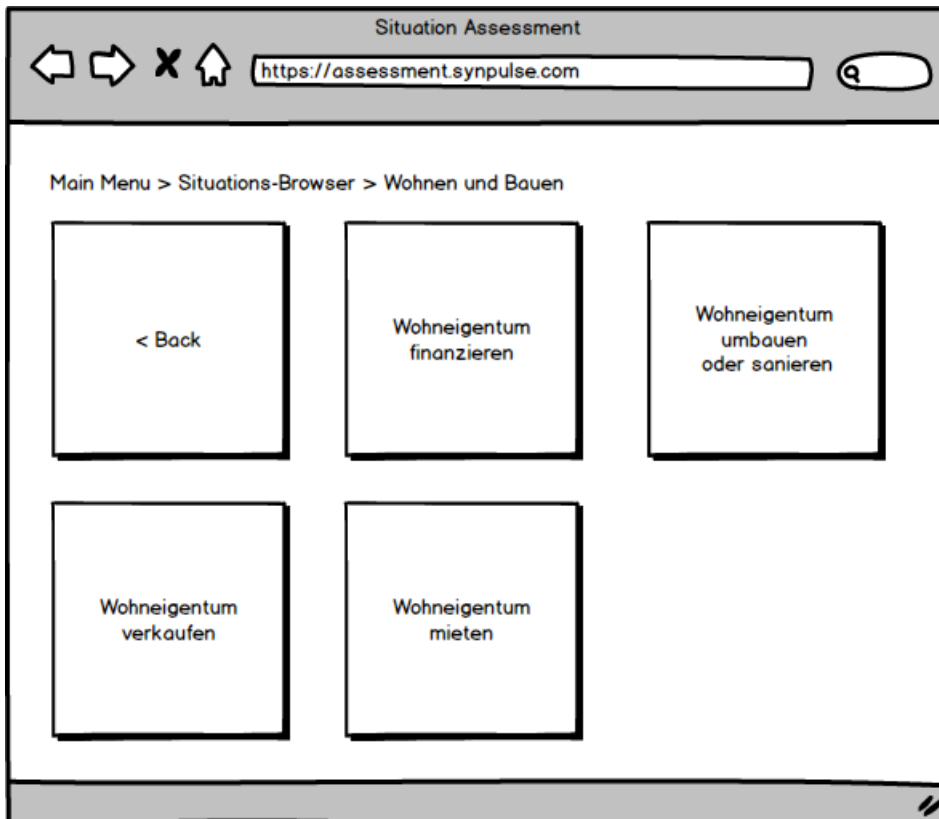 Situation Assessment
https://assessment.synpulse.com
Main Menu > Situations-Browser > Wohnen und Bauen
< Back
Wohneigentum
finanzieren
Wohneigentum
umbauen
oder sanieren
Wohneigentum
verkaufen
Wohneigentum
mieten